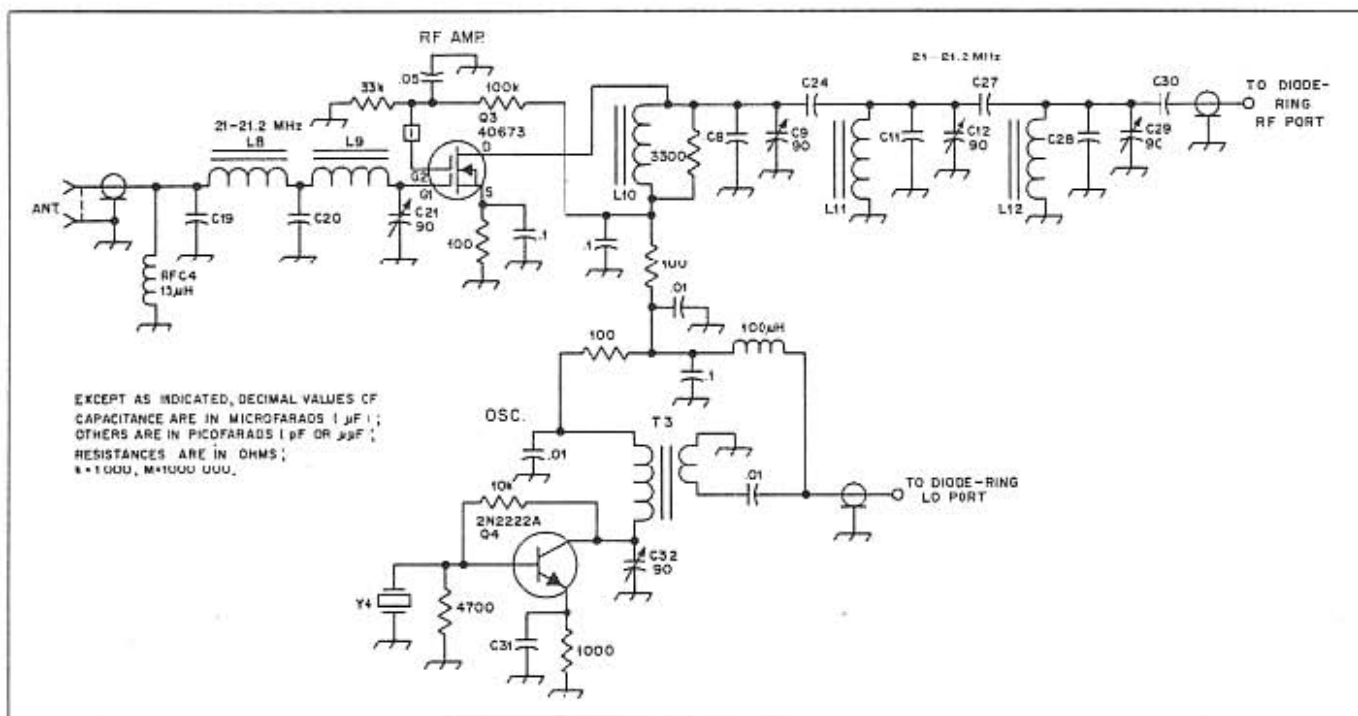 RF AMP.
.05
33k
100k
Q3
40673
21-21.2 MHz
L8
L9
D
G2
G1
S
ANT.
C19
C20
C21
90
100
.1
RFC4
15µH
3300
L10
C8
C9
90
C24
21-21.2 MHz
C27
C30
C11
C12
90
L11
C28
C29
90
L12
TO DIODE-
RING
RF PORT
.1
100
.01
100
100µH
.1
EXCEPT AS INDICATED, DECIMAL VALUES OF
CAPACITANCE ARE IN MICROFARADS ( µF ) ;
OTHERS ARE IN PICOFARADS ( pF OR µµF ;
RESISTANCES ARE IN OHMS ;
k=1000, M=1000 000.
OSC.
T3
.01
.01
TO DIODE-RING
LO PORT
10k
2N2222A
Q4
C32
90
Y4
4700
C31
1000